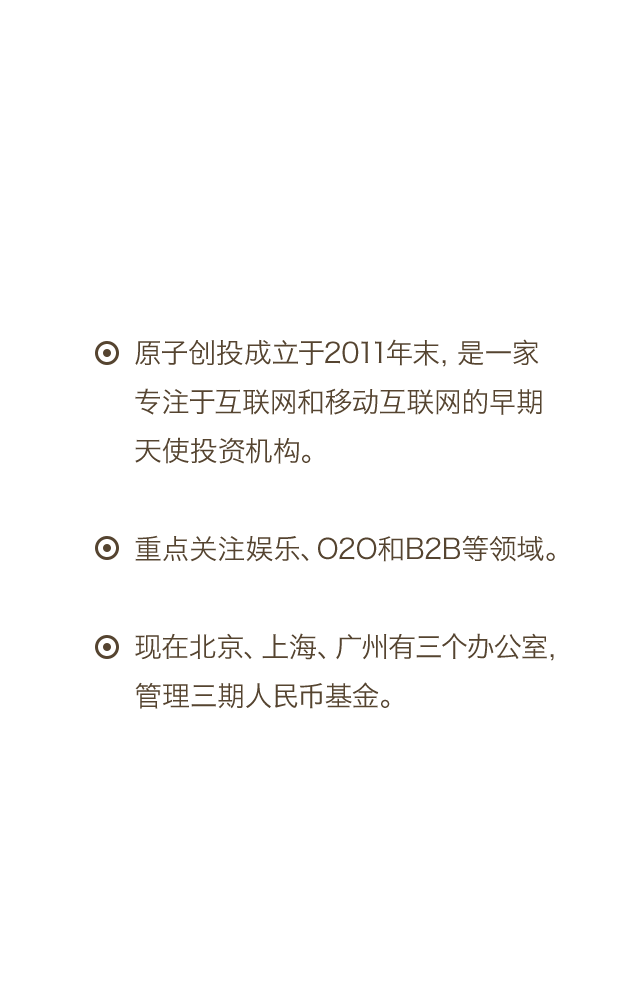 原子创投成立于2011年末, 是一家
专注于互联网和移动互联网的早期
天使投资机构。
重点关注娱乐、O2O和B2B等领域。
现在北京、上海、广州有三个办公室,
管理三期人民币基金。